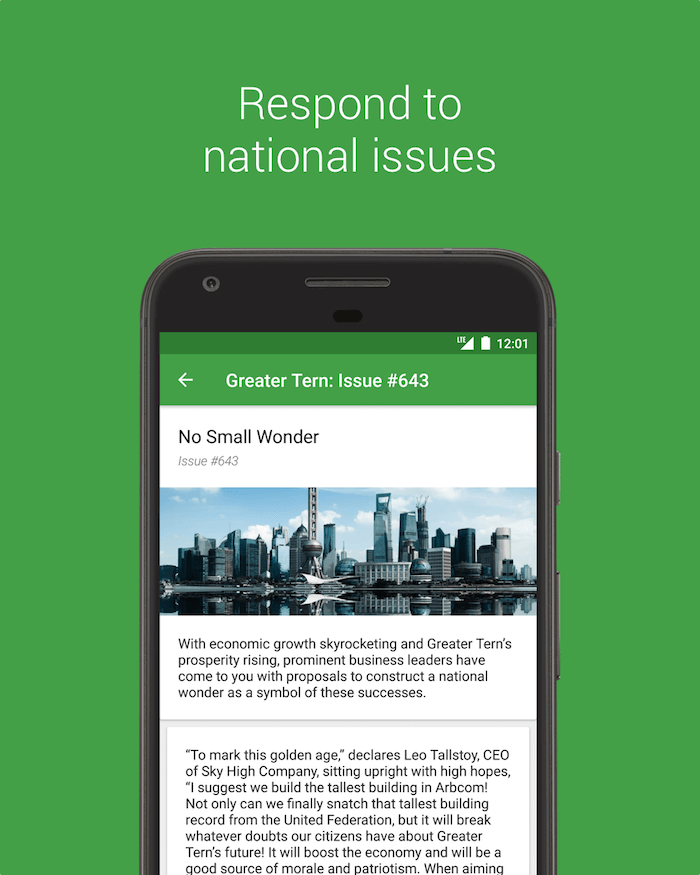 Respond to
national issues
LTE
12:01
Greater Tern: Issue #643
No Small Wonder
Issue #643
With economic growth skyrocketing and Greater Tern’s
prosperity rising, prominent business leaders have
come to you with proposals to construct a national
wonder as a symbol of these successes.
“To mark this golden age,” declares Leo Tallstoy, CEO
of Sky High Company, sitting upright with high hopes,
“I suggest we build the tallest building in Arbcom!
Not only can we finally snatch that tallest building
record from the United Federation, but it will break
whatever doubts our citizens have about Greater
Tern’s future! It will boost the economy and will be a
good source of morale and patriotism. When aiming